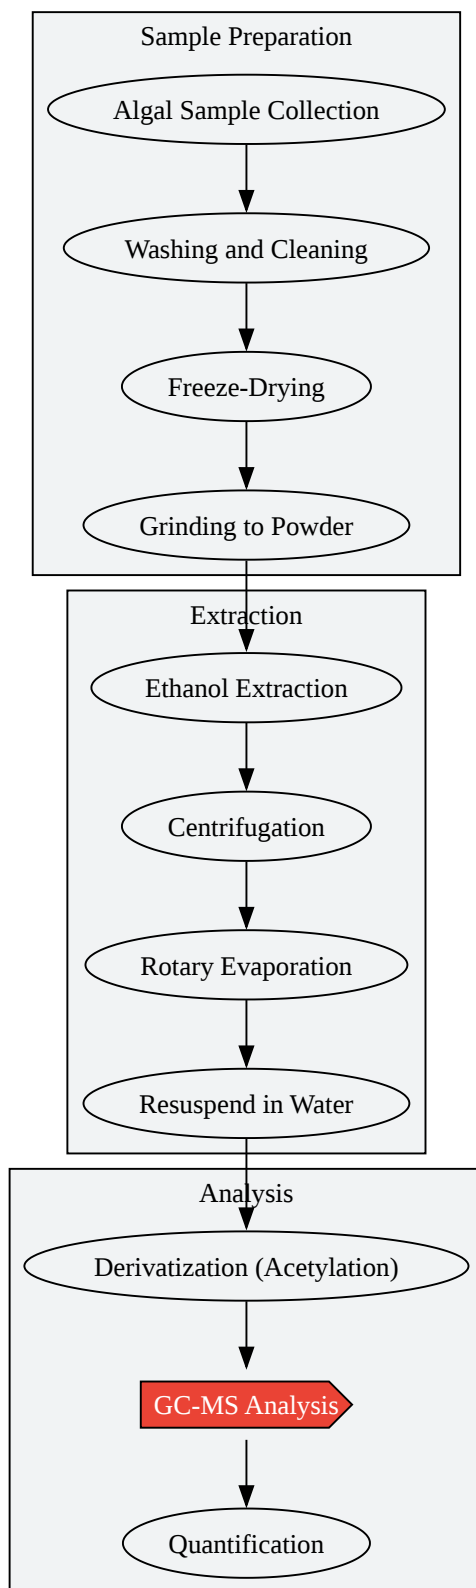 Sample Preparation
Algal Sample Collection
Washing and Cleaning
Freeze-Drying
Grinding to Powder
Extraction
Ethanol Extraction
Centrifugation
Rotary Evaporation
Resuspend in Water
Analysis
Derivatization (Acetylation)
GC-MS Analysis
Quantification